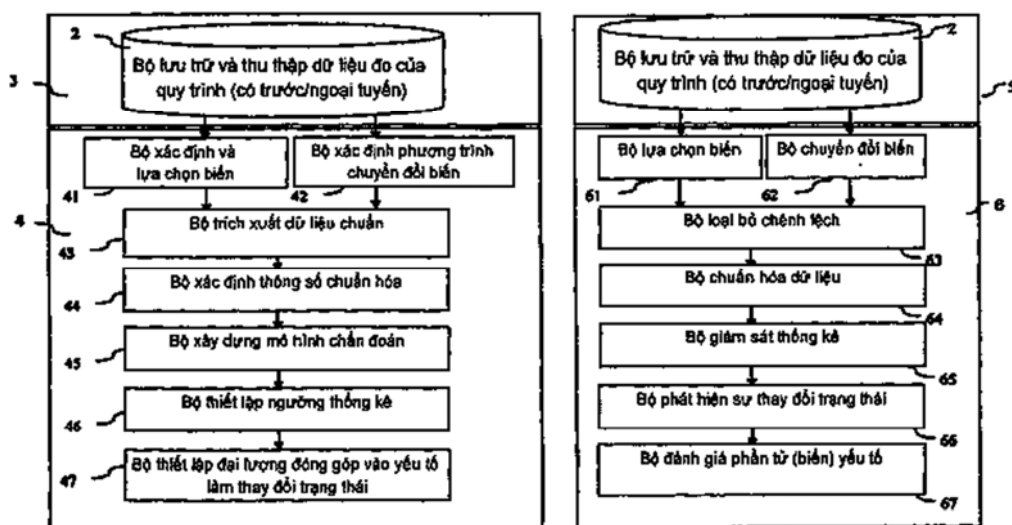 2
Bộ lưu trữ và thu thập dữ liệu đo của
quy trình (có trước/ngoại tuyến)
3
Bộ xác định và
lựa chọn biến
41
Bộ xác định phương trình
chuyển đổi biến
42
4
Bộ trích xuất dữ liệu chuẩn
43
Bộ xác định thông số chuẩn hóa
44
Bộ xây dựng mô hình chẩn đoán
45
Bộ thiết lập ngưỡng thống kê
46
Bộ thiết lập đại lượng đóng góp vào yếu tố
làm thay đổi trạng thái
47
2
Bộ lưu trữ và thu thập dữ liệu đo của
quy trình (có trước/ngoại tuyến)
5
Bộ lựa chọn biến
61
Bộ chuyển đổi biến
62
6
Bộ loại bỏ chênh lệch
63
Bộ chuẩn hóa dữ liệu
64
Bộ giám sát thống kê
65
Bộ phát hiện sự thay đổi trạng thái
66
Bộ đánh giá phần tử (biến) yếu tố
67